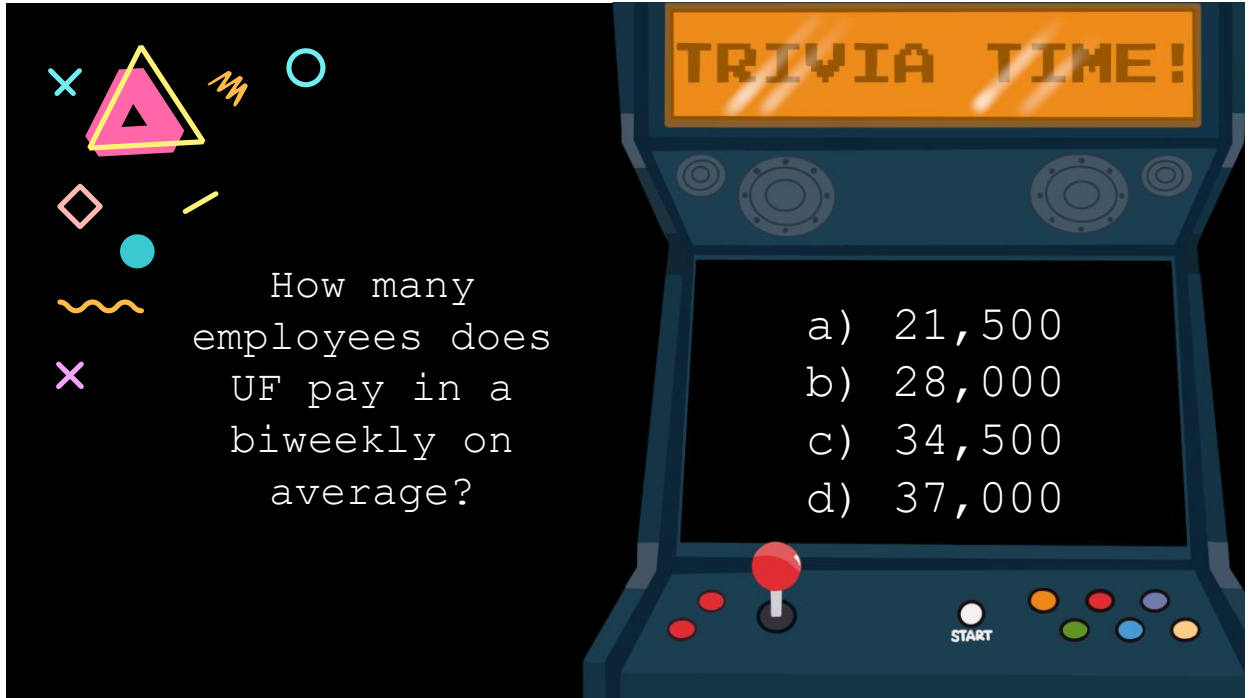 TRIVIA TIME!
How many
employees does
UF pay in a
biweekly on
average?
a) 21,500
b) 28,000
c) 34,500
d) 37,000
START